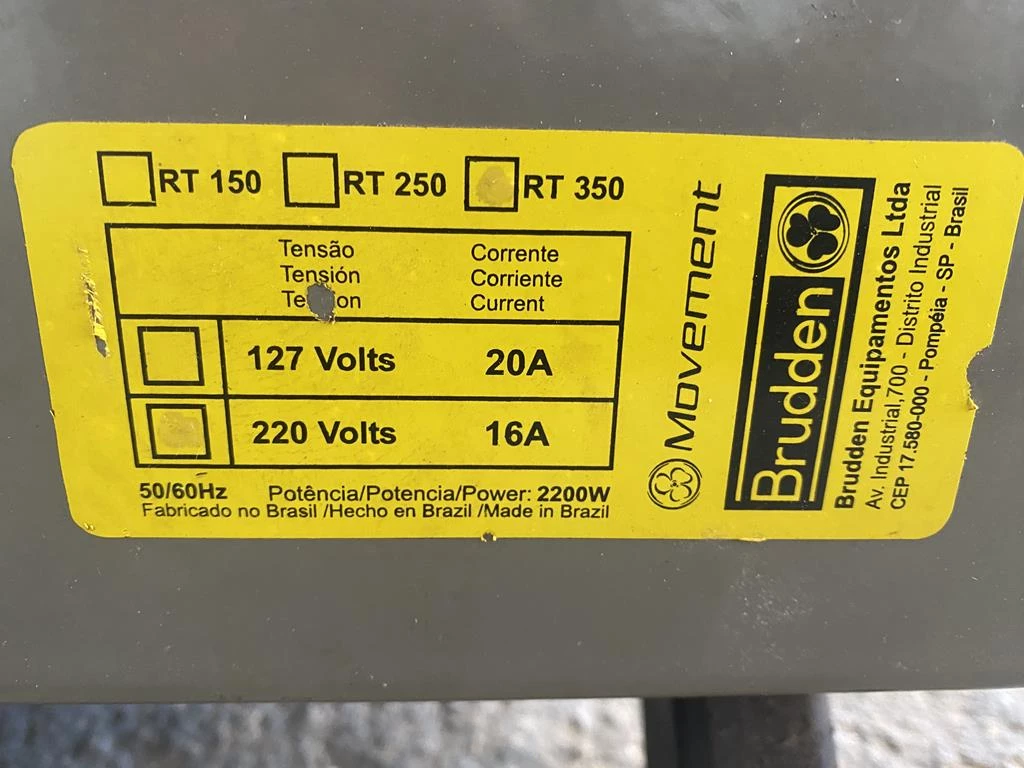 RT 150 RT 250 RT 350
Tensão Corrente
Tensión Corriente
Current
127 Volts 20A
220 Volts 16A
50/60Hz Potência/Potencia/Power: 2200W
Fabricado no Brasil /Hecho en Brazil /Made in Brazil
Movement
Brudden
Brudden Equipamentos Ltda
Av. Industrial,700 - Distrito Industrial
CEP 17.580-000 - Pompéia - SP - Brasil